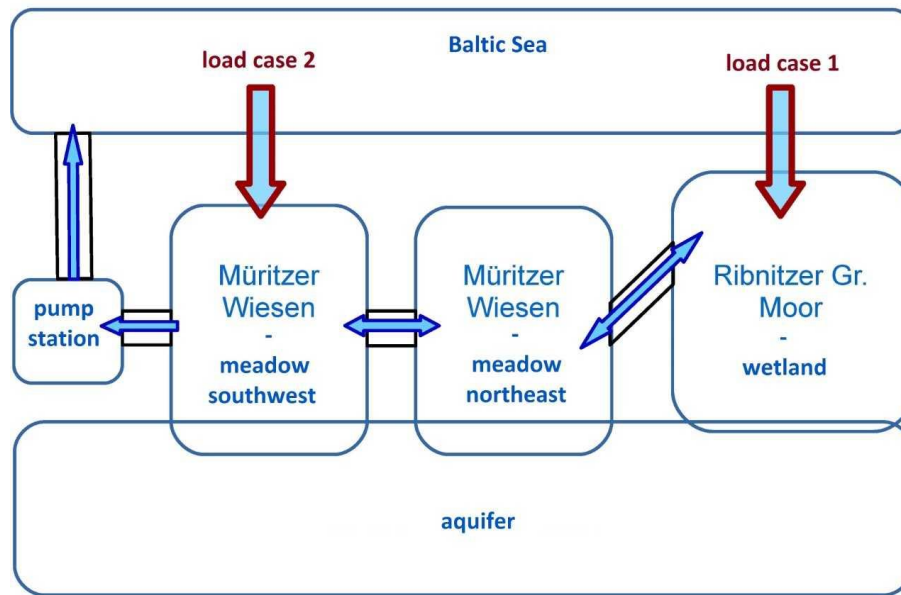 Baltic Sea
load case 2
load case 1
pump
station
Müritzer
Wiesen
-
meadow
southwest
Müritzer
Wiesen
-
meadow
northeast
Ribnitzer Gr.
Moor
-
wetland
aquifer